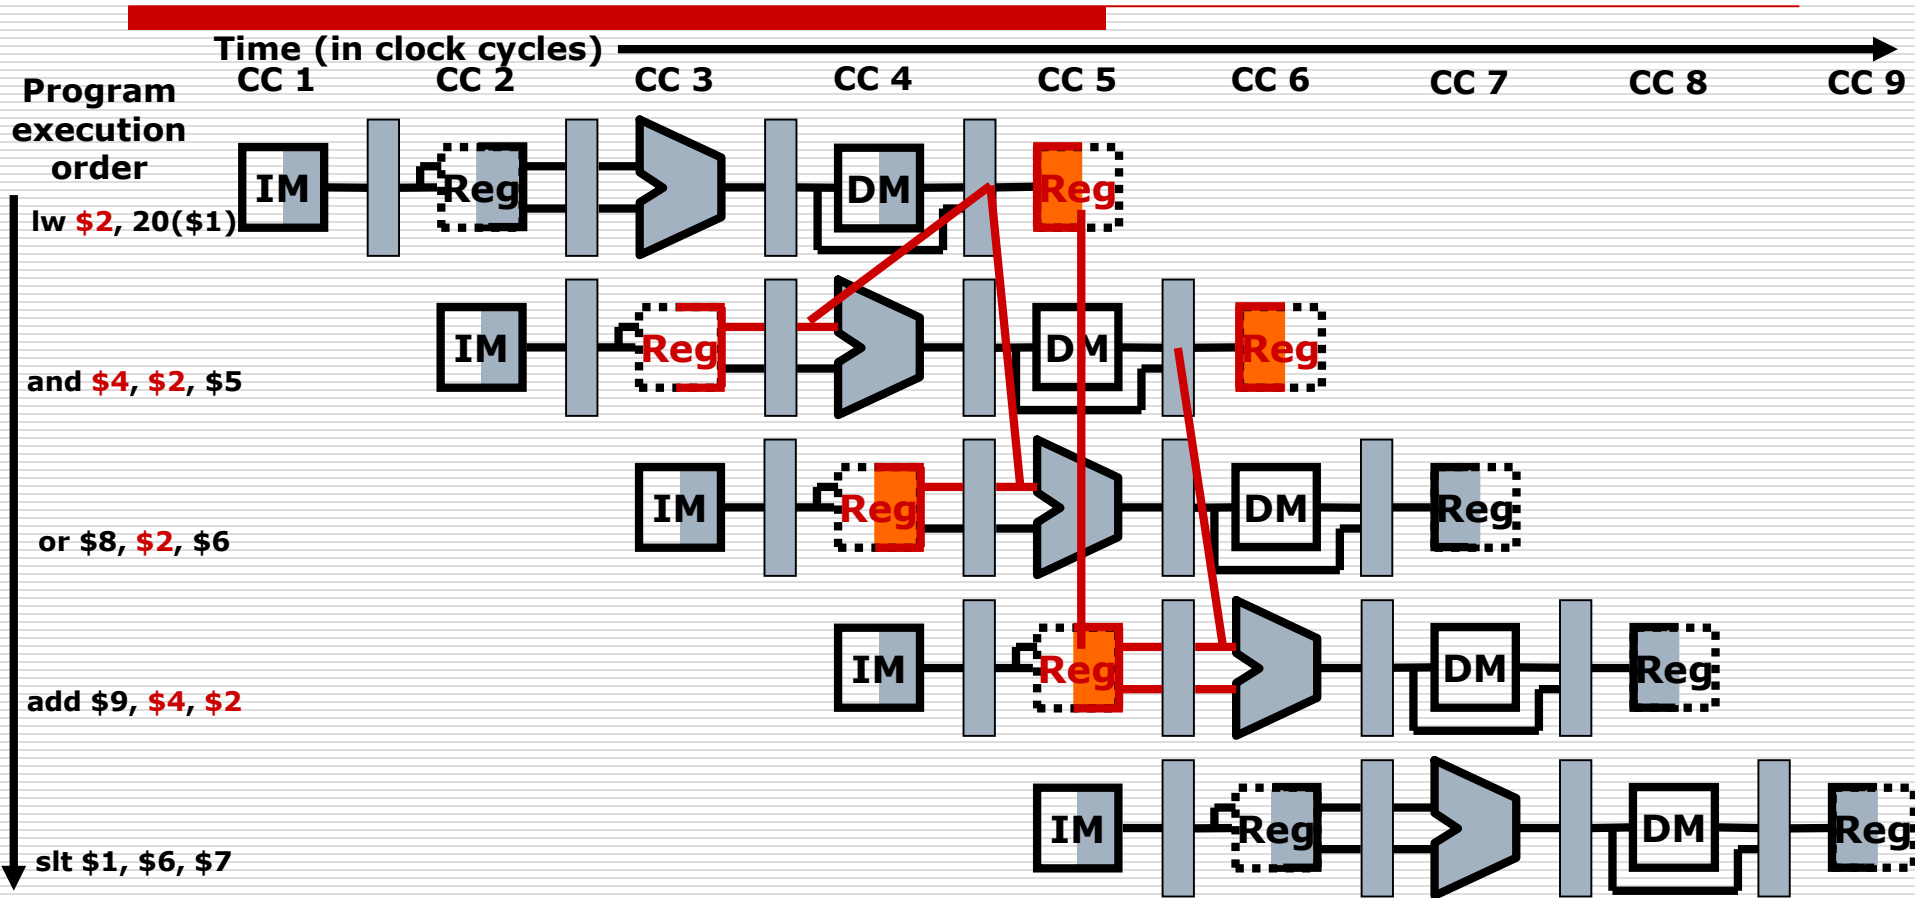 Time (in clock cycles)
CC 1 CC 2 CC 3 CC 4 CC 5 CC 6 CC 7 CC 8 CC 9
Program
execution
order
IM Reg DM Reg
lw $2, 20($1)
IM Reg DM Reg
and $4, $2, $5
IM Reg DM Reg
or $8, $2, $6
IM Reg DM Reg
add $9, $4, $2
IM Reg DM Reg
slt $1, $6, $7